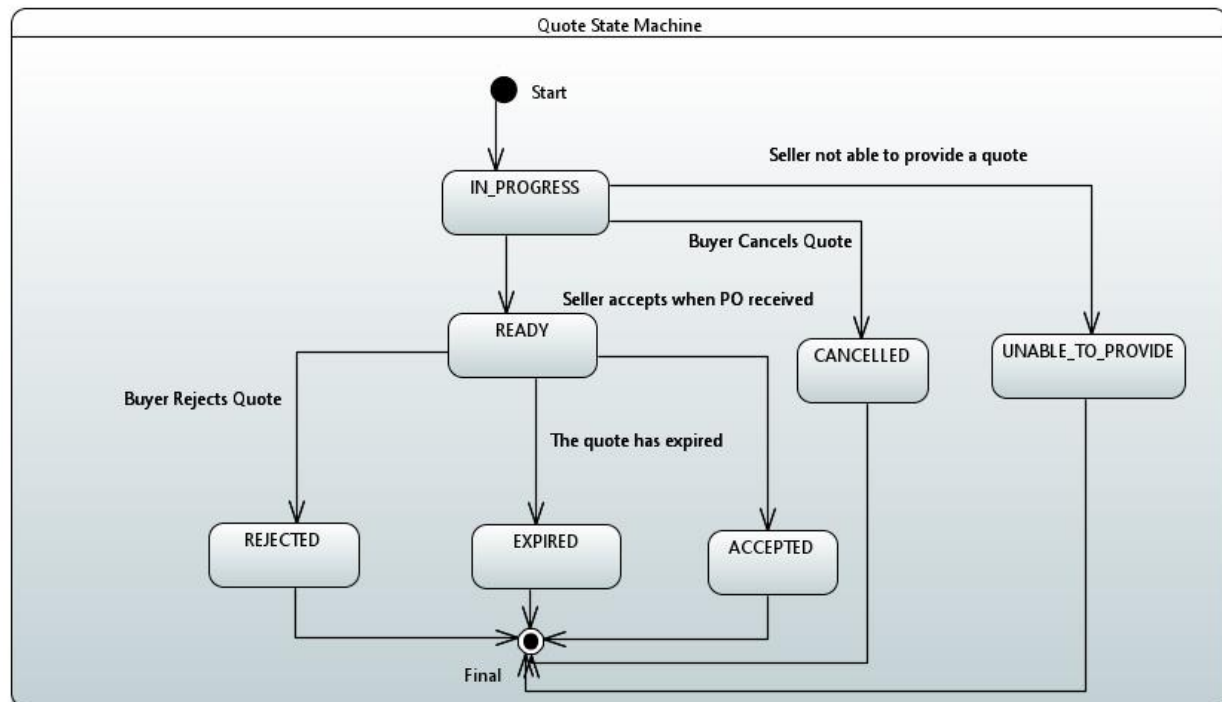 Quote State Machine
Start
Seller not able to provide a quote
IN_PROGRESS
Buyer Cancels Quote
Seller accepts when PO received
READY
CANCELLED
UNABLE_TO_PROVIDE
Buyer Rejects Quote
The quote has expired
REJECTED
EXPIRED
ACCEPTED
Final